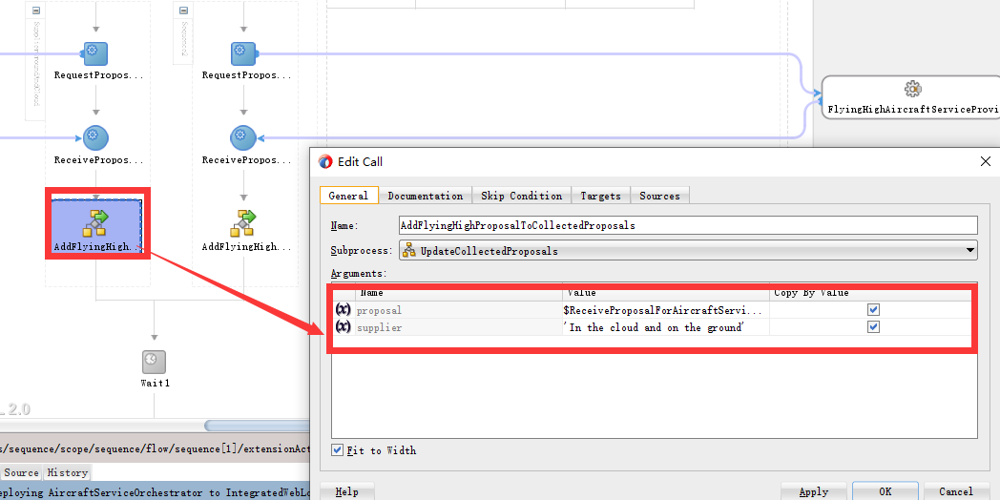 RequestPropos...
RequestPropos...
FlyingHighAircraftServiceProvi
ReceivePropos...
ReceivePropos...
AddFlyingHigh...
AddFlyingHigh...
Wait1
L 2.0
s/sequence/scope/sequence/flow/sequence[1]/extensionAct
Source History
eploying AircraftServiceOrchestrator to IntegratedWebLo
Edit Call
General Documentation Skip Condition Targets Sources
Name: AddFlyingHighProposalToCollectedProposals
Subprocess: UpdateCollectedProposals
Arguments:
Name Value Copy By Value
(x) proposal $ReceiveProposalForAircraftServi...
(x) supplier 'In the cloud and on the ground'
Fit to Width
Help Apply OK Cancel